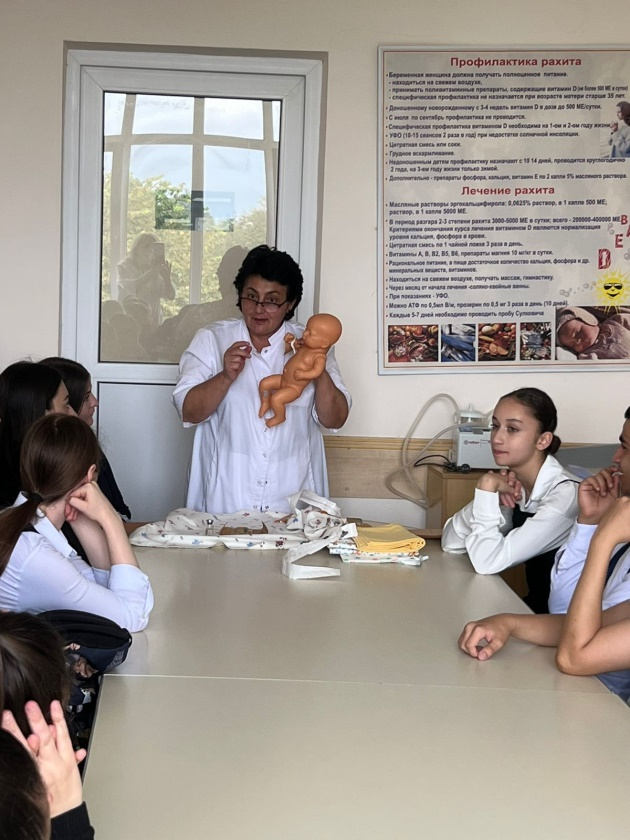 Профилактика рахита
• Беременная женщина должна получать полноценное питание.
- находиться на свежем воздухе,
- принимать поливитаминные препараты, содержащие витамин D (не более 500 МЕ в сутки)
- специфическая профилактика не назначается при возрасте матери старше 35 лет.
• Доношенному новорожденному с 3-4 недель витамин D в дозе до 500 МЕ/сутки.
• С июля по сентябрь профилактика не проводится.
• Специфическая профилактика витамином D необходима на 1-ом и 2-ом году жизни.
• УФО (10-15 сеансов 2 раза в год) при недостатке солнечной инсоляции.
• Цитратная смесь или соки.
• Грудное вскармливание.
• Недоношенным детям профилактику назначают с 10 14 дней, проводится круглогодично
2 года, на 3-ем году жизни только зимой.
• Дополнительно - препараты фосфора, кальция, витамин Е по 2 капли 5% масляного раствора.
Лечение рахита
• Масляные растворы эргокальциферола: 0,0625% раствор, в 1 капле 500 МЕ;
раствор, в 1 капле 5000 МЕ.
• В период разгара 2-3 степени рахита 3000-5000 МЕ в сутки; всего - 200000-400000 МЕ
Критериями окончания курса лечения витамином D являются нормализация
уровня кальция, фосфора в крови.
• Цитратная смесь по 1 чайной ложке 3 раза в день.
• Витамины А, В, В2, В5, В6, препараты магния 10 мг/кг в сутки.
• Рациональное питание, а пище достаточное количество кальция, фосфора и др.
минеральных веществ, витаминов.
• Находиться на свежем воздухе, получать массаж, гимнастику.
• Через месяц от начала лечения -соляно-хвойные ванны.
• При показаниях - УФО.
• Можно АТФ по 0,5мл В/м, прозерин по 0,5 мг 3 раза в день (10 дней).
• Каждые 5-7 дней необходимо проводить пробу Сулковича
D